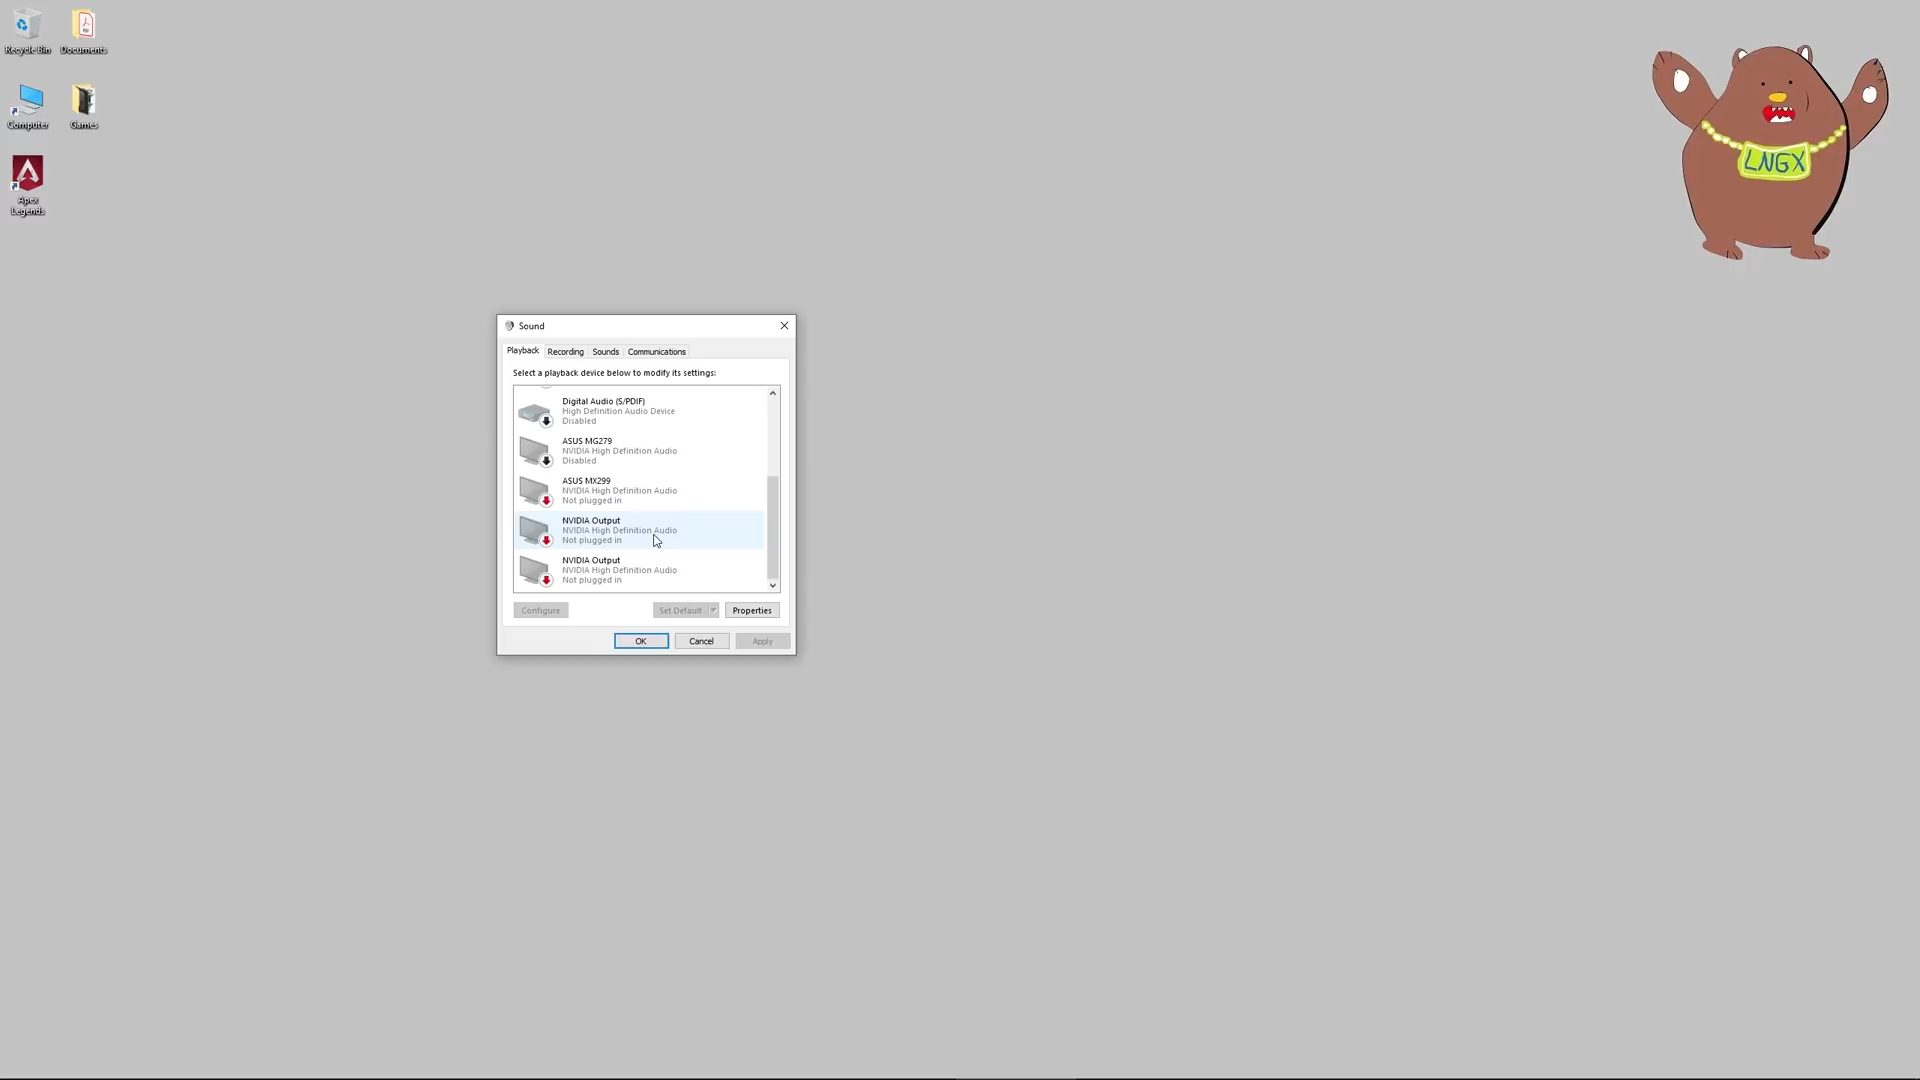 Recycle Bin
Documents
Computer
Games
Apex
Legends
LNGX
Sound
Playback
Recording
Sounds
Communications
Select a playback device below to modify its settings:
Digital Audio (S/PDIF)
High Definition Audio Device
Disabled
ASUS MG279
NVIDIA High Definition Audio
Disabled
ASUS MX299
NVIDIA High Definition Audio
Not plugged in
NVIDIA Output
NVIDIA High Definition Audio
Not plugged in
NVIDIA Output
NVIDIA High Definition Audio
Not plugged in
Configure
Set Default
Properties
OK
Cancel
Apply